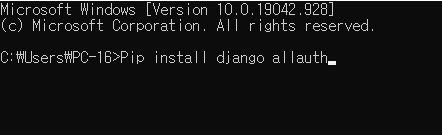 Microsoft Windows [Version 10.0.19042.928]
(c) Microsoft Corporation. All rights reserved.
C:₩Users₩PC-16>Pip install django allauth